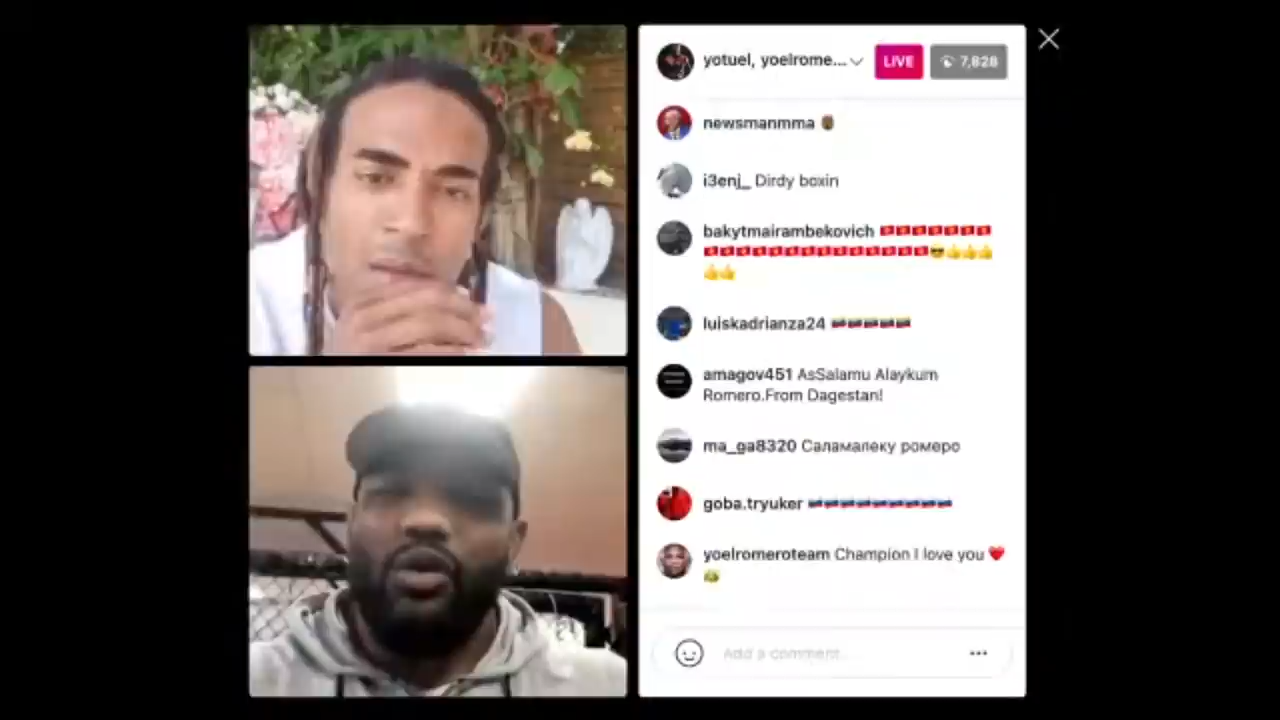 yotuel, yoelrome...
LIVE
7,828
newsmanmma
i3enj_ Dirdy boxin
bakytmairambekovich
luiskadrianza24
amagov451 AsSalamu Alaykum
Romero.From Dagestan!
ma_ga8320 Саламалеку ромеро
goba.tryuker
yoelromeroteam Champion I love you
Add a comment...